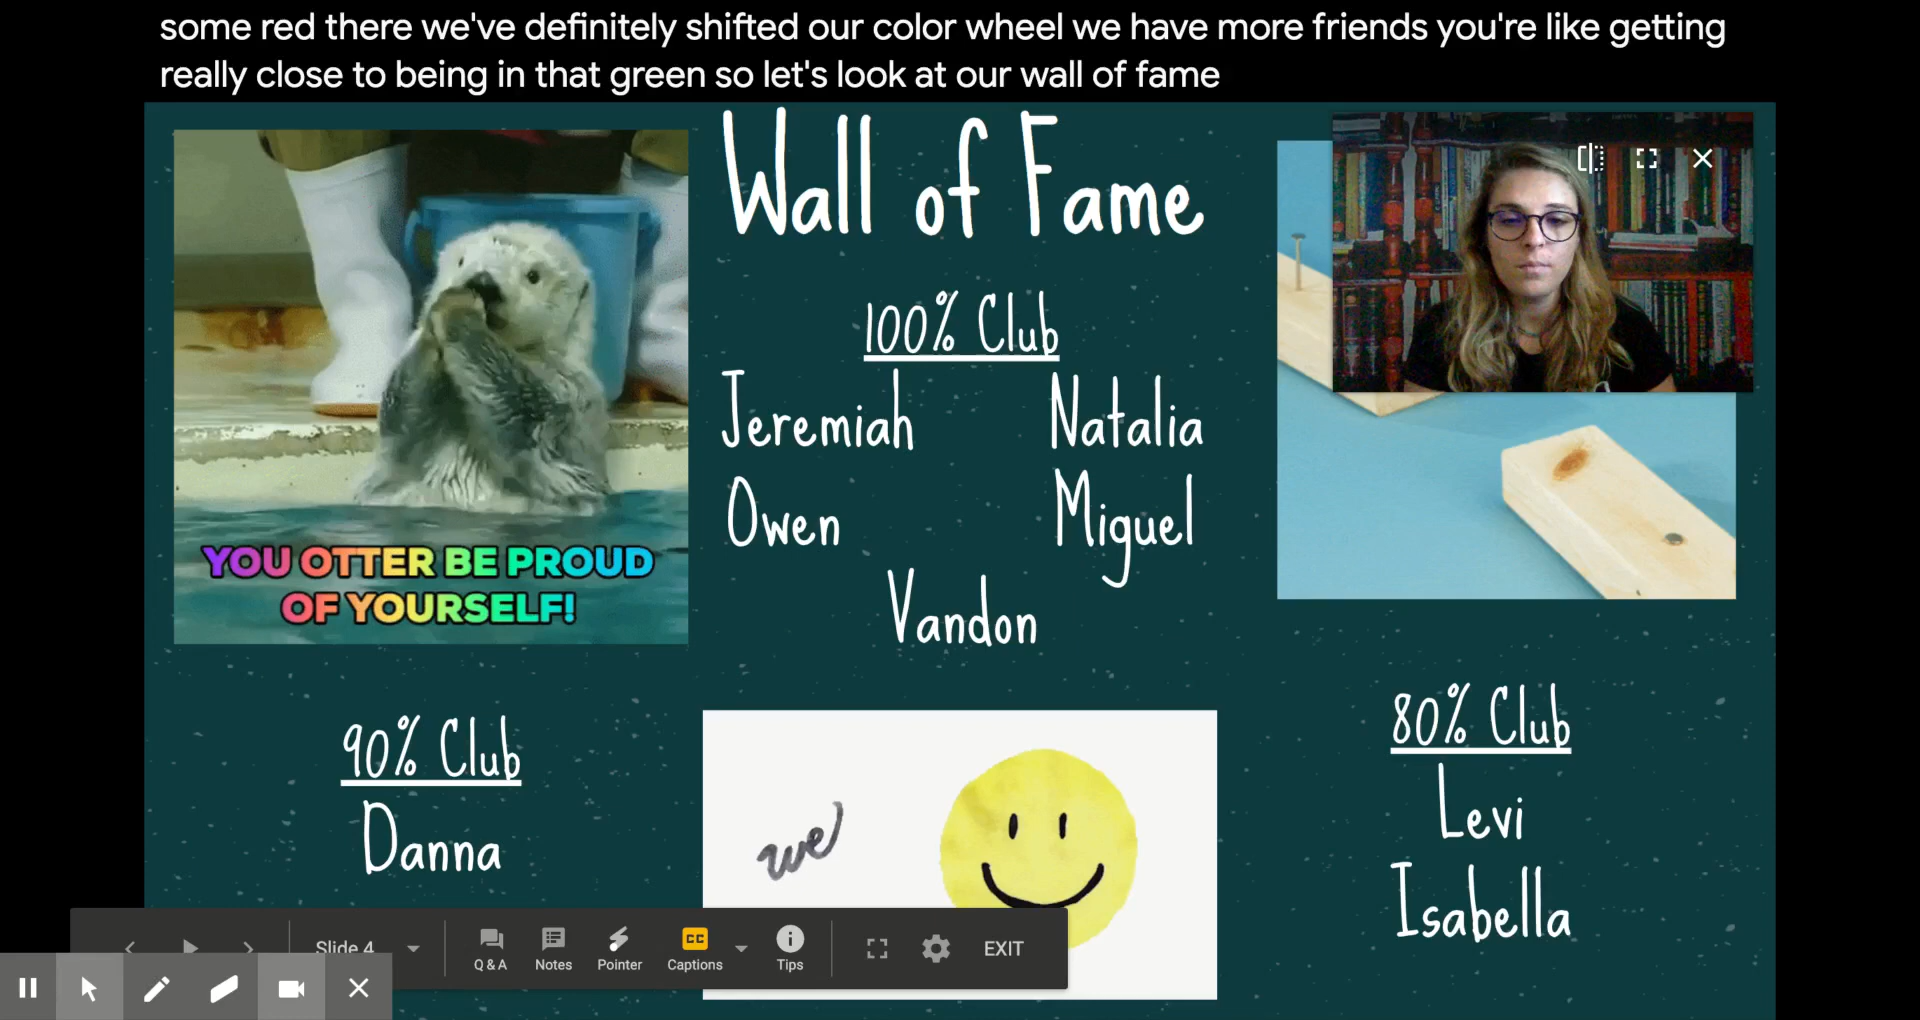 some red there we've definitely shifted our color wheel we have more friends you're like getting
really close to being in that green so let's look at our wall of fame
Wall of Fame
100% Club
Jeremiah Natalia
Owen Miguel
Vandon
YOU OTTER BE PROUD
OF YOURSELF!
90% Club
Danna
we
80% Club
Levi
Isabella
Slide 4
Q & A Notes Pointer CC Captions Tips EXIT